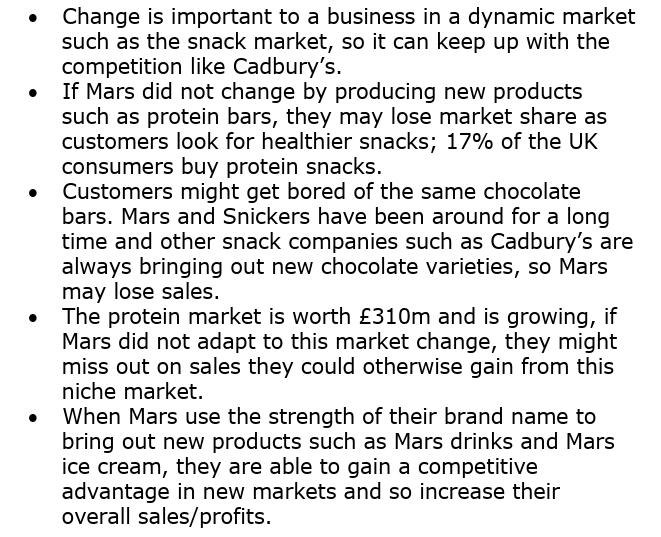 • Change is important to a business in a dynamic market
such as the snack market, so it can keep up with the
competition like Cadbury's.
• If Mars did not change by producing new products
such as protein bars, they may lose market share as
customers look for healthier snacks; 17% of the UK
consumers buy protein snacks.
• Customers might get bored of the same chocolate
bars. Mars and Snickers have been around for a long
time and other snack companies such as Cadbury's are
always bringing out new chocolate varieties, so Mars
may lose sales.
• The protein market is worth £310m and is growing, if
Mars did not adapt to this market change, they might
miss out on sales they could otherwise gain from this
niche market.
• When Mars use the strength of their brand name to
bring out new products such as Mars drinks and Mars
ice cream, they are able to gain a competitive
advantage in new markets and so increase their
overall sales/profits.